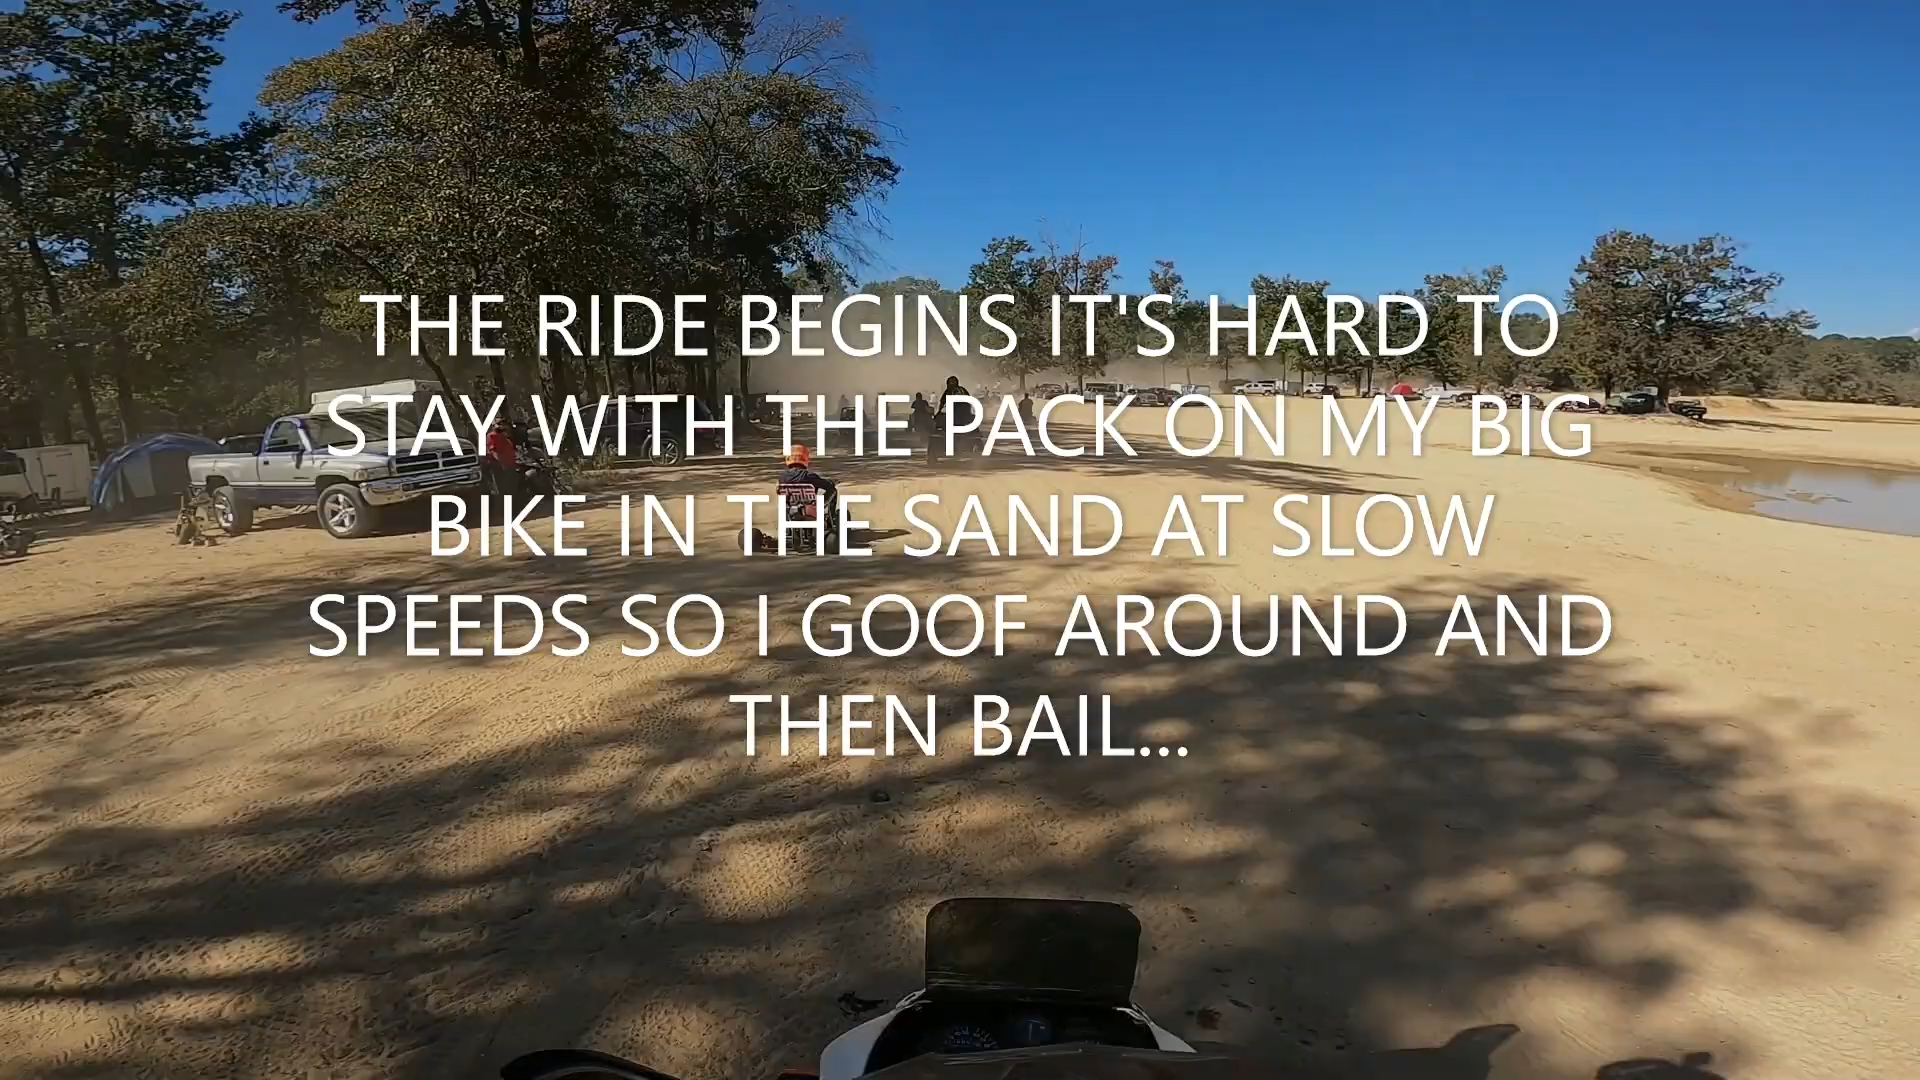 THE RIDE BEGINS IT'S HARD TO
STAY WITH THE PACK ON MY BIG
BIKE IN THE SAND AT SLOW
SPEEDS SO I GOOF AROUND AND
THEN BAIL...